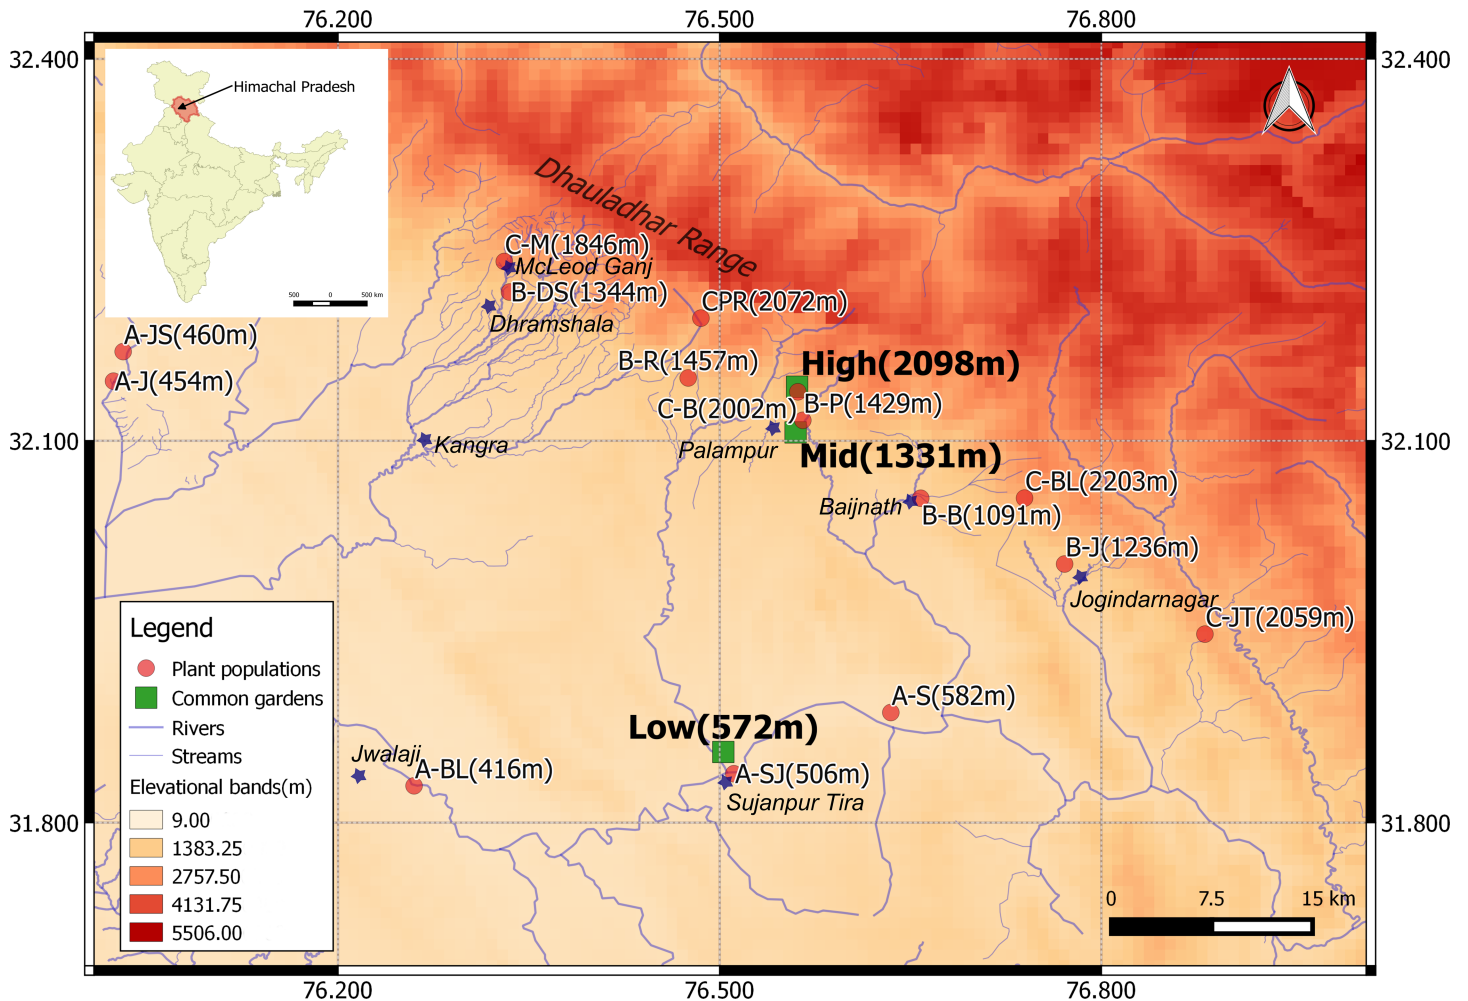 76.200
76.500
76.800
32.400
32.400
Himachal Pradesh
500
0
500 km
Dhauladhar Range
C-M(1846m)
McLeod Ganj
B-DS(1344m)
Dhramshala
CPR(2072m)
A-JS(460m)
A-J(454m)
B-R(1457m)
High(2098m)
C-B(2002m)
B-P(1429m)
32.100
32.100
Kangra
Palampur
Mid(1331m)
Baijnath
B-B(1091m)
C-BL(2203m)
B-J(1236m)
Jogindarnagar
C-JT(2059m)
Legend
Plant populations
Common gardens
Rivers
Streams
Elevational bands(m)
9.00
1383.25
2757.50
4131.75
5506.00
A-S(582m)
Low(572m)
Jwalaji
A-BL(416m)
A-SJ(506m)
Sujanpur Tira
31.800
31.800
0
7.5
15 km
76.200
76.500
76.800